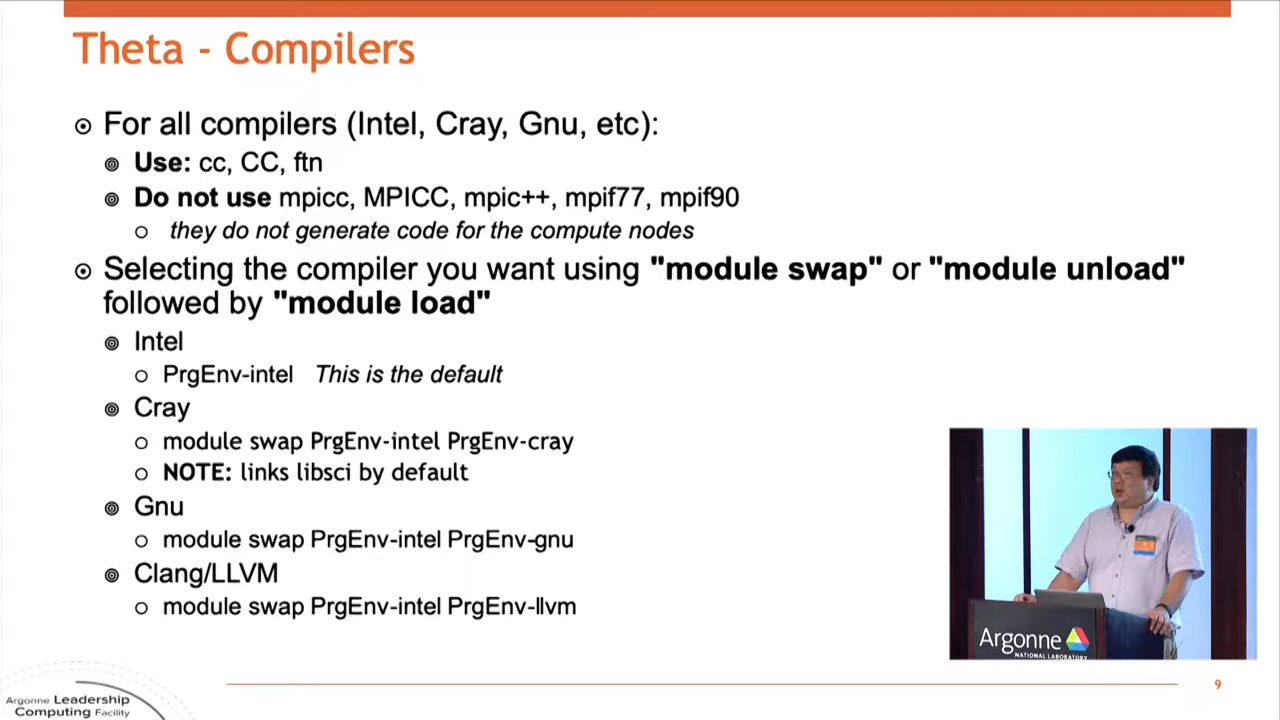 Theta - Compilers
For all compilers (Intel, Cray, Gnu, etc):
Use: cc, CC, ftn
Do not use mpicc, MPICC, mpic++, mpif77, mpif90
they do not generate code for the compute nodes
Selecting the compiler you want using "module swap" or "module unload"
followed by "module load"
Intel
PrgEnv-intel This is the default
Cray
module swap PrgEnv-intel PrgEnv-cray
NOTE: links libsci by default
Gnu
module swap PrgEnv-intel PrgEnv-gnu
Clang/LLVM
module swap PrgEnv-intel PrgEnv-llvm
Argonne
NATIONAL LABORATORY
Argonne Leadership
Computing Facility
9